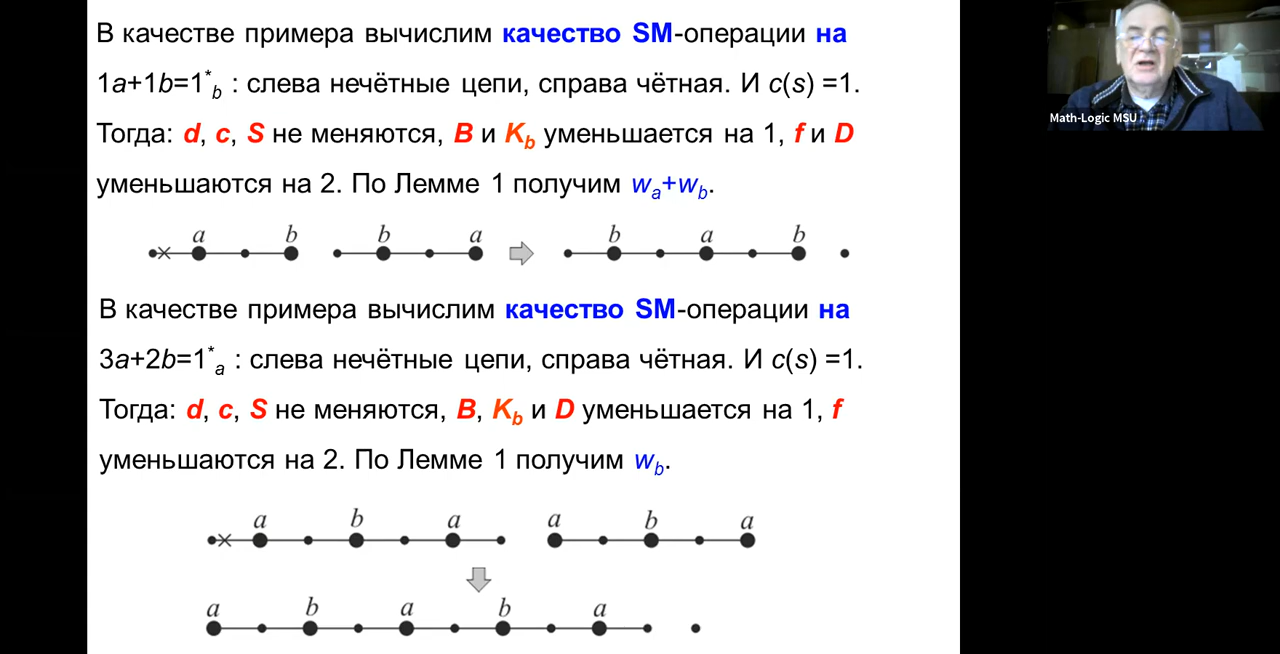 В качестве примера вычислим качество SM-операции на
1a+1b=1*b : слева нечётные цепи, справа чётная. И c(s) =1.
Тогда: d, c, S не меняются, B и Kb уменьшается на 1, f и D
уменьшаются на 2. По Лемме 1 получим wa+wb.
a b b a b a b
В качестве примера вычислим качество SM-операции на
3a+2b=1*a : слева нечётные цепи, справа чётная. И c(s) =1.
Тогда: d, c, S не меняются, B, Kb и D уменьшается на 1, f
уменьшаются на 2. По Лемме 1 получим wb.
a b a a b a
a b a b a
Math-Logic MSU